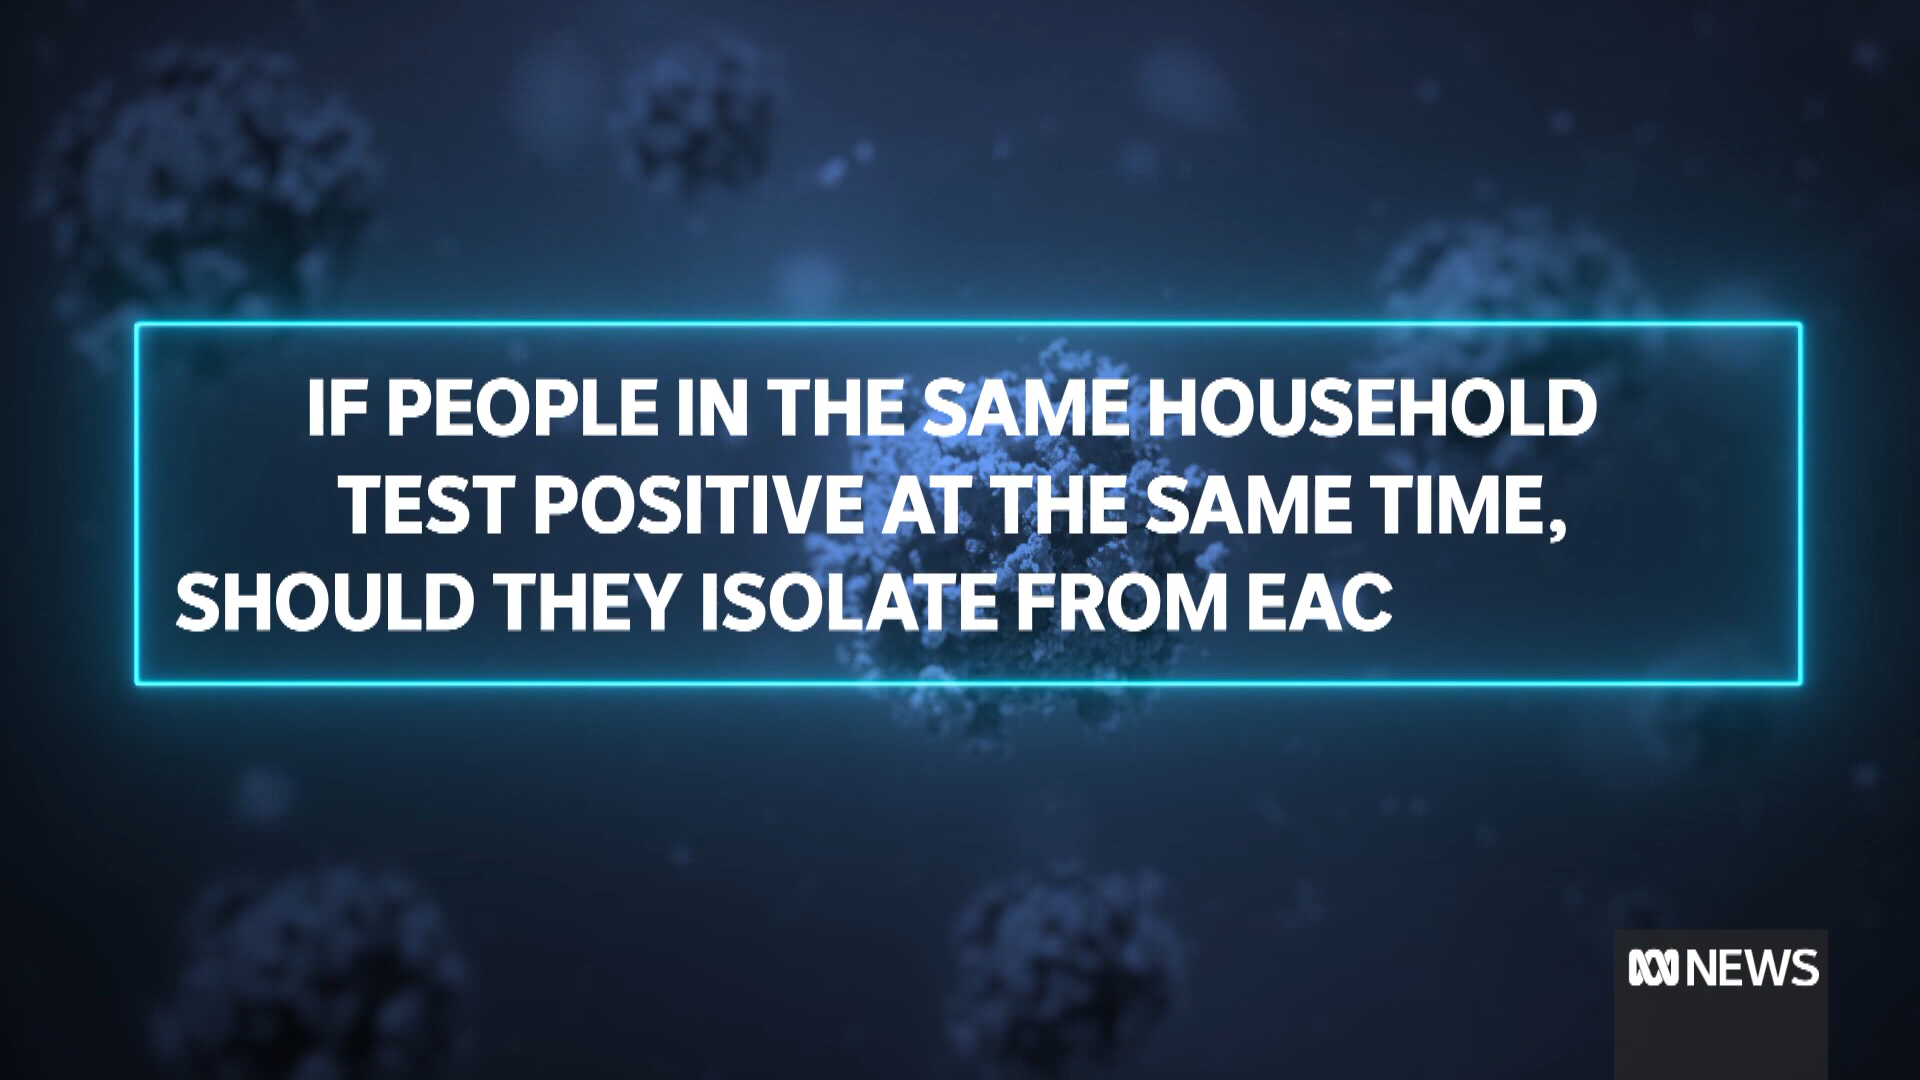 IF PEOPLE IN THE SAME HOUSEHOLD
TEST POSITIVE AT THE SAME TIME,
SHOULD THEY ISOLATE FROM EAC
NEWS